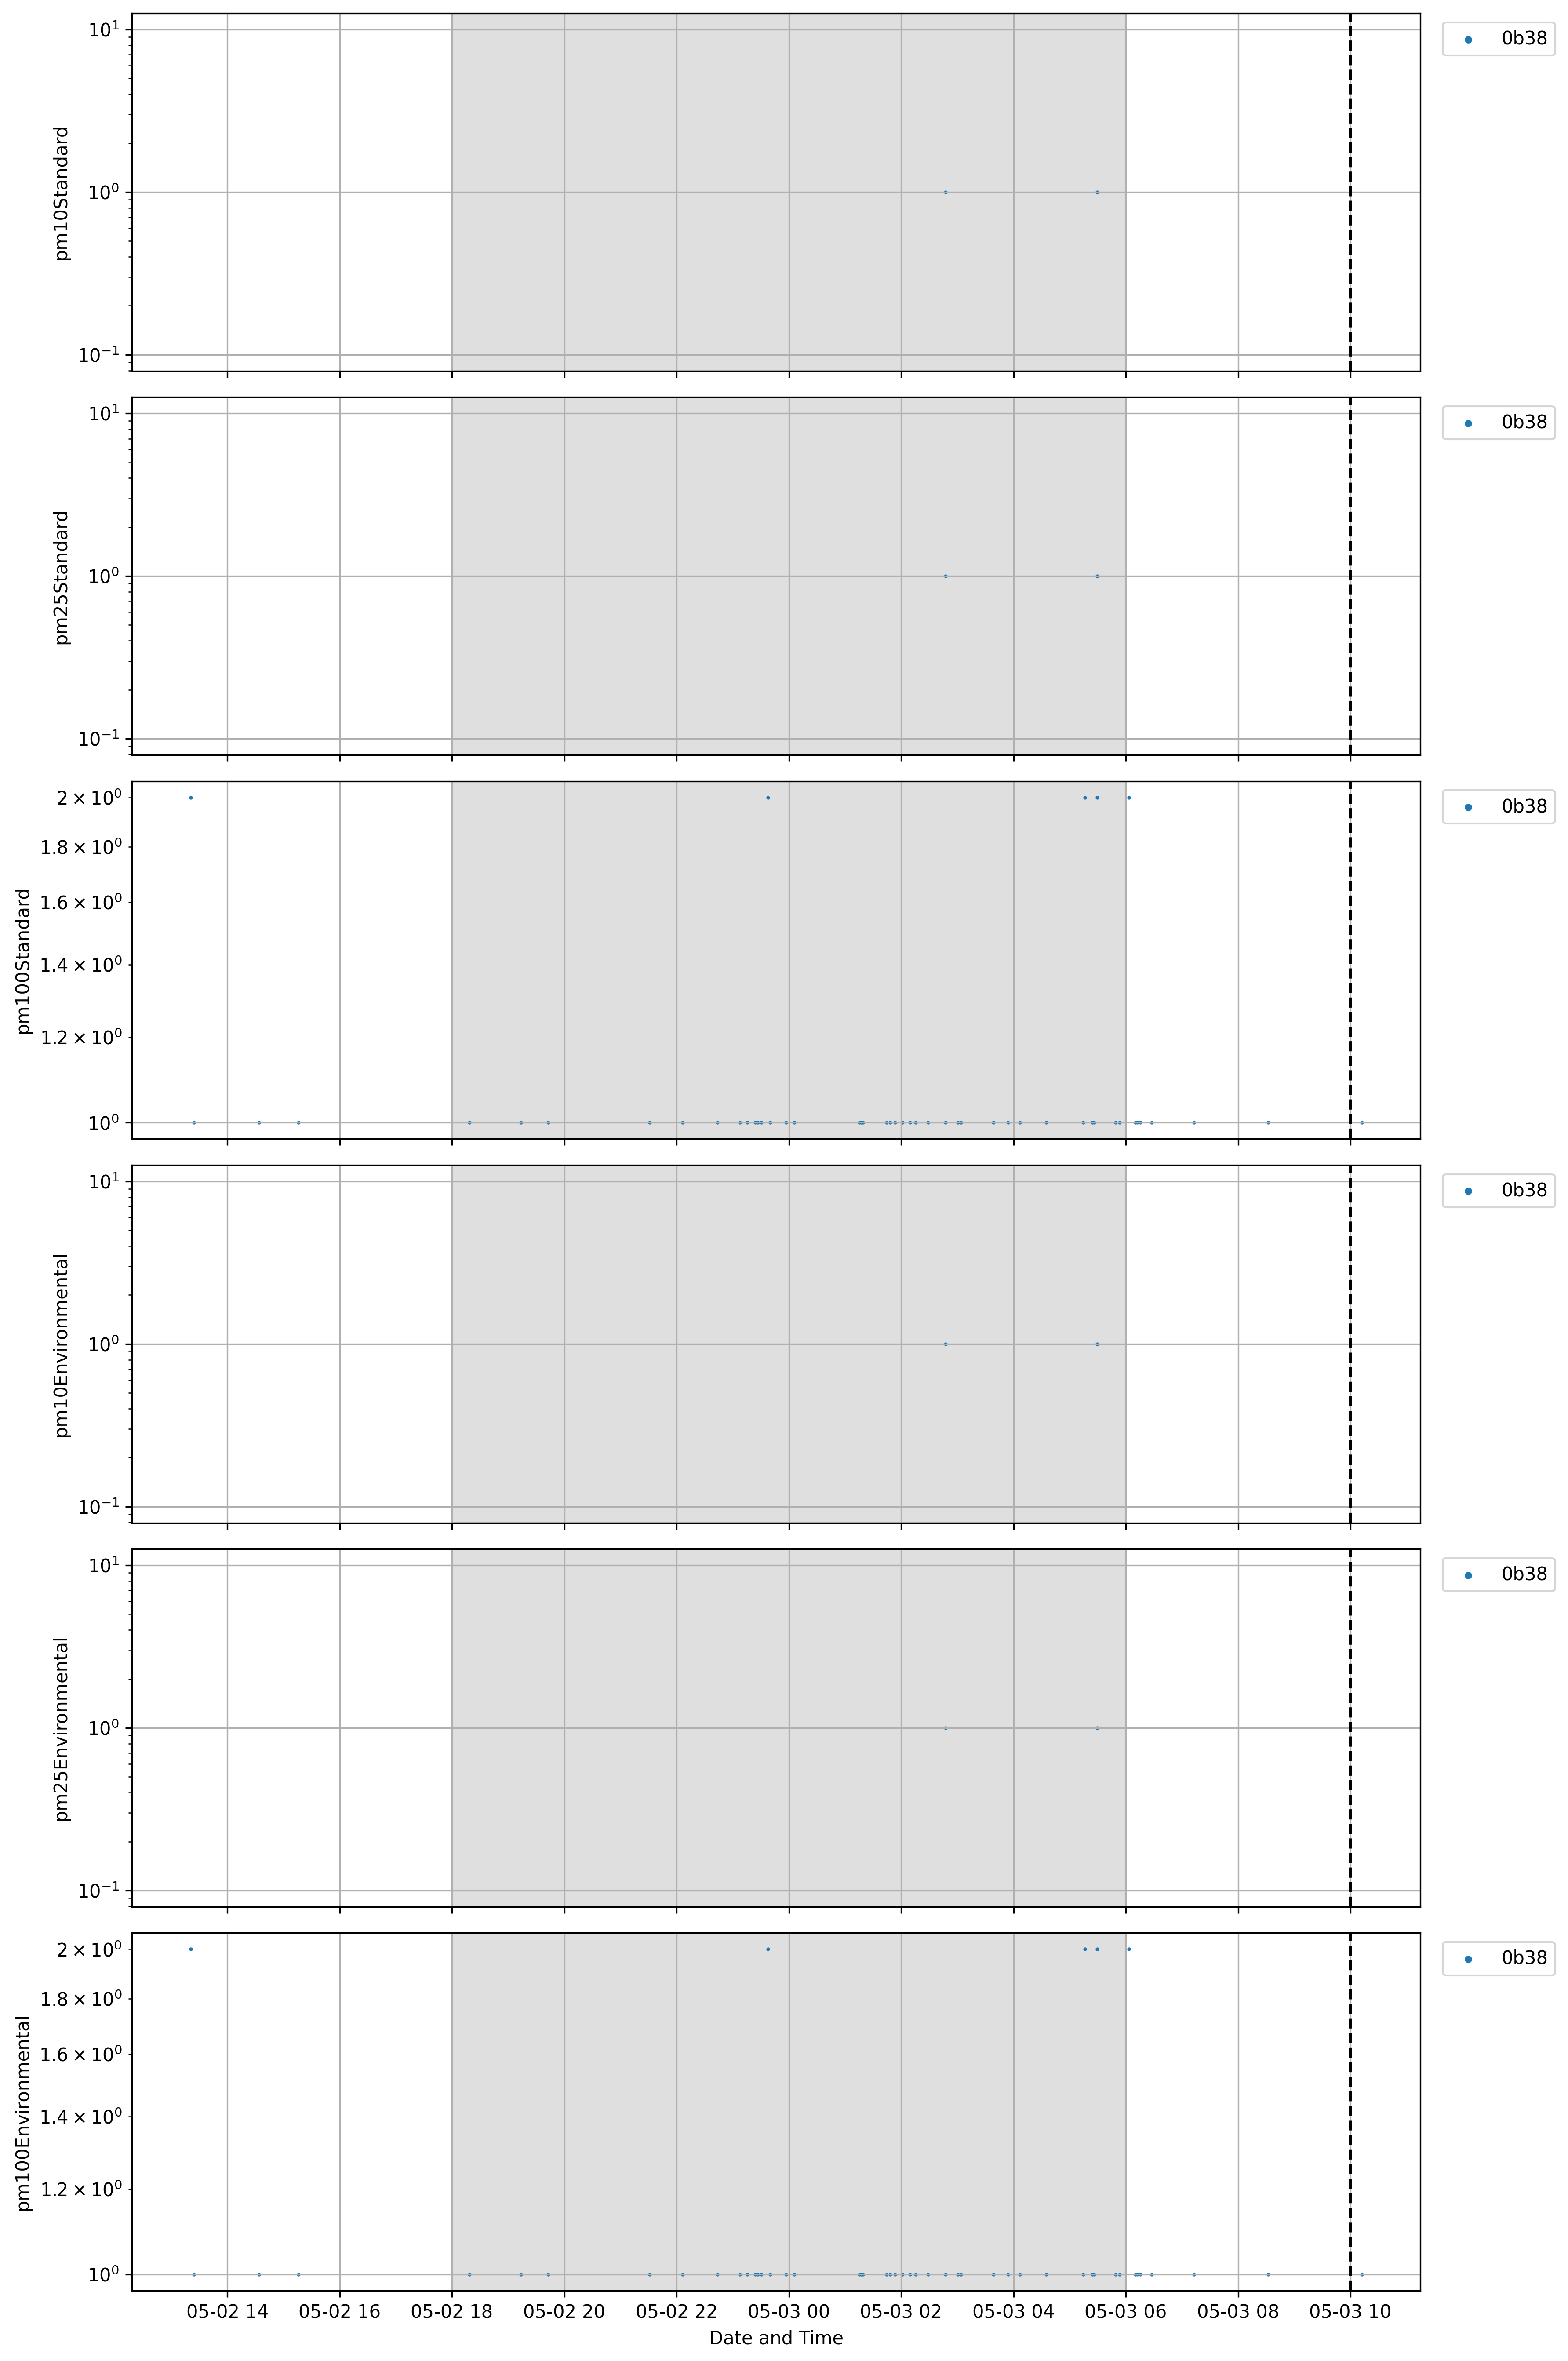 10¹
10⁰
10⁻¹
pm10Standard
0b38
10¹
10⁰
10⁻¹
pm25Standard
0b38
2 × 10⁰
1.8 × 10⁰
1.6 × 10⁰
1.4 × 10⁰
1.2 × 10⁰
10⁰
pm100Standard
0b38
10¹
10⁰
10⁻¹
pm10Environmental
0b38
10¹
10⁰
10⁻¹
pm25Environmental
0b38
2 × 10⁰
1.8 × 10⁰
1.6 × 10⁰
1.4 × 10⁰
1.2 × 10⁰
10⁰
pm100Environmental
0b38
05-02 14 05-02 16 05-02 18 05-02 20 05-02 22 05-03 00 05-03 02 05-03 04 05-03 06 05-03 08 05-03 10
Date and Time